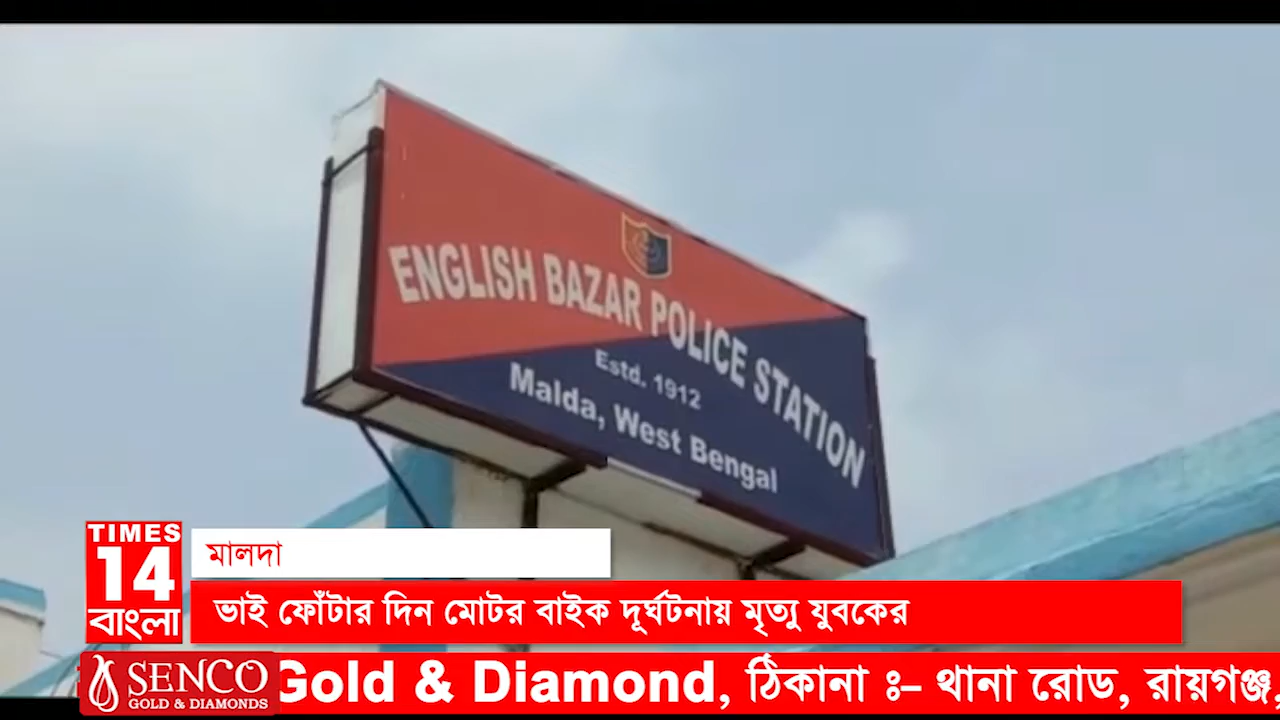 ENGLISH BAZAR POLICE STATION
Estd. 1912
Malda, West Bengal
TIMES
14
বাংলা
মালদা
ভাই ফোঁটার দিন মোটর বাইক দূর্ঘটনায় মৃত্যু যুবকের
SENCO
GOLD & DIAMONDS
Gold & Diamond, ঠিকানা ঃ– থানা রোড, রায়গঞ্জ,